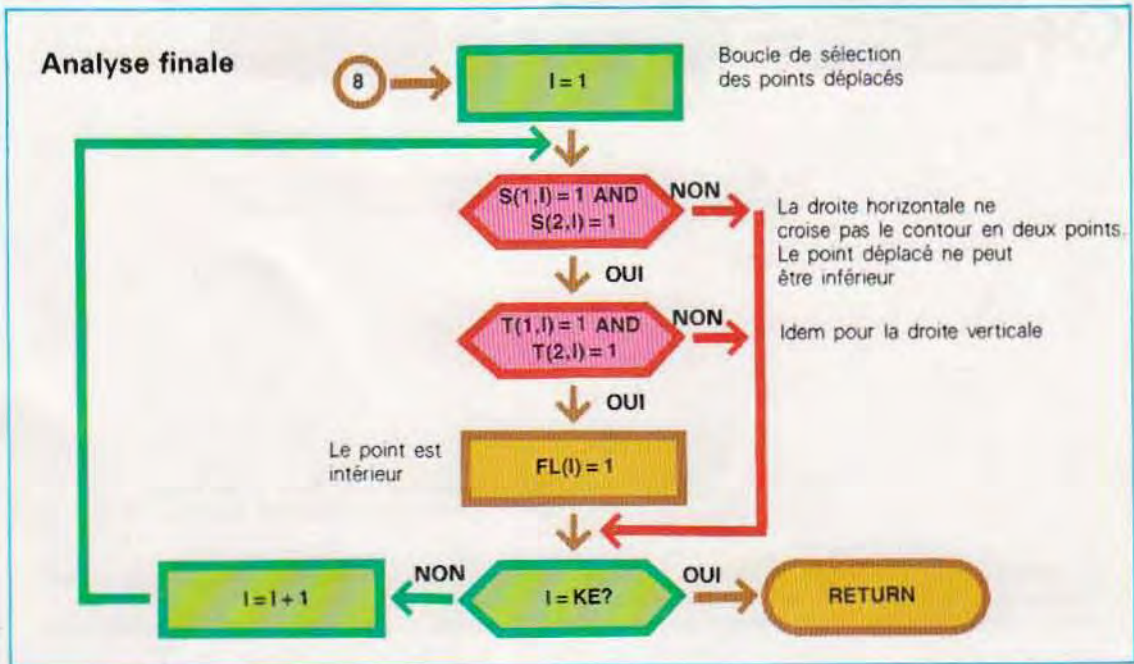 Analyse finale
8
I = 1
Boucle de sélection
des points déplacés
S(1,I) = 1 AND
S(2,I) = 1
NON
La droite horizontale ne
croise pas le contour en deux points.
Le point déplacé ne peut
être inférieur
OUI
T(1,I) = 1 AND
T(2,I) = 1
NON
Idem pour la droite verticale
OUI
Le point est
intérieur
FL(I) = 1
I = I + 1
NON
I = KE?
OUI
RETURN